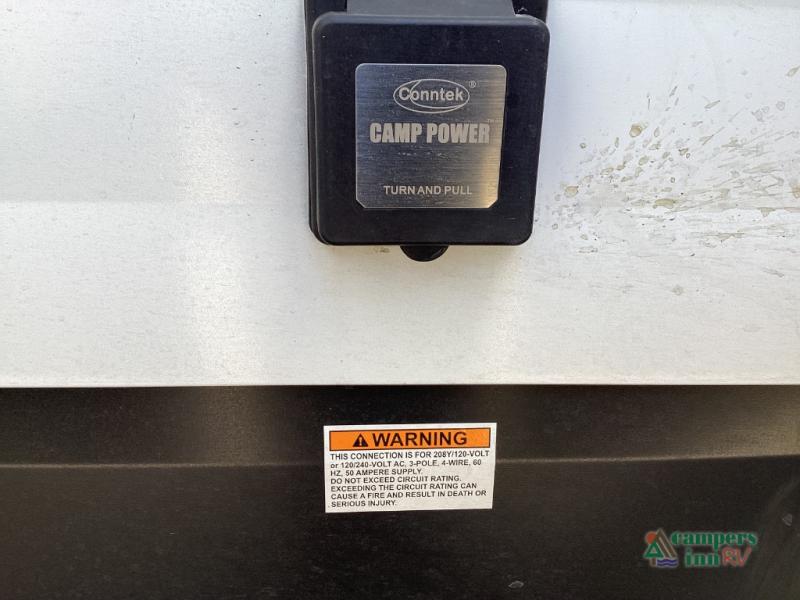 Conntek®
CAMP POWER™
TURN AND PULL
⚠ WARNING
THIS CONNECTION IS FOR 208Y/120-VOLT
or 120/240-VOLT AC, 3-POLE, 4-WIRE, 60
HZ, 50 AMPERE SUPPLY.
DO NOT EXCEED CIRCUIT RATING.
EXCEEDING THE CIRCUIT RATING CAN
CAUSE A FIRE AND RESULT IN DEATH OR
SERIOUS INJURY.
campers
inn RV